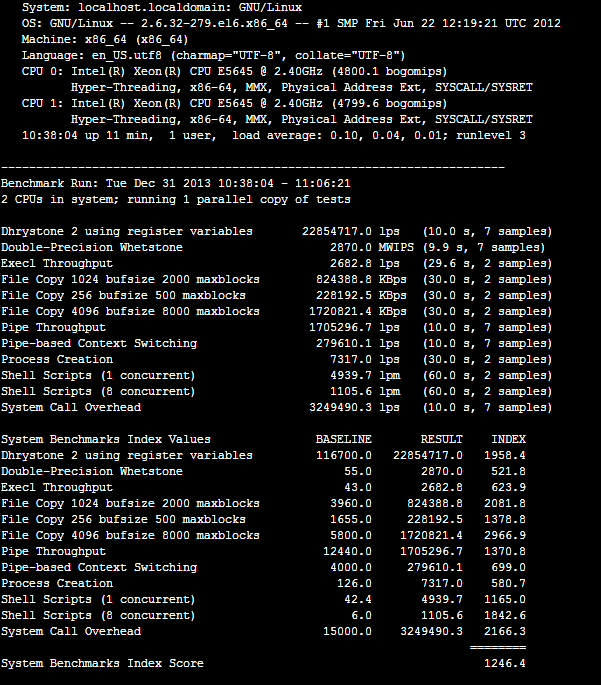 System: localhost.localdomain: GNU/Linux
OS: GNU/Linux -- 2.6.32-279.el6.x86_64 -- #1 SMP Fri Jun 22 12:19:21 UTC 2012
Machine: x86_64 (x86_64)
Language: en_US.utf8 (charmap="UTF-8", collate="UTF-8")
CPU 0: Intel(R) Xeon(R) CPU E5645 @ 2.40GHz (4800.1 bogomips)
Hyper-Threading, x86-64, MMX, Physical Address Ext, SYSCALL/SYSRET
CPU 1: Intel(R) Xeon(R) CPU E5645 @ 2.40GHz (4799.6 bogomips)
Hyper-Threading, x86-64, MMX, Physical Address Ext, SYSCALL/SYSRET
10:38:04 up 11 min,  1 user,  load average: 0.10, 0.04, 0.01; runlevel 3
------------------------------------------------------------------------
Benchmark Run: Tue Dec 31 2013 10:38:04 - 11:06:21
2 CPUs in system; running 1 parallel copy of tests
Dhrystone 2 using register variables 22854717.0 lps (10.0 s, 7 samples)
Double-Precision Whetstone 2870.0 MWIPS (9.9 s, 7 samples)
Execl Throughput 2682.8 lps (29.6 s, 2 samples)
File Copy 1024 bufsize 2000 maxblocks 824388.8 KBps (30.0 s, 2 samples)
File Copy 256 bufsize 500 maxblocks 228192.5 KBps (30.0 s, 2 samples)
File Copy 4096 bufsize 8000 maxblocks 1720821.4 KBps (30.0 s, 2 samples)
Pipe Throughput 1705296.7 lps (10.0 s, 7 samples)
Pipe-based Context Switching 279610.1 lps (10.0 s, 7 samples)
Process Creation 7317.0 lps (30.0 s, 2 samples)
Shell Scripts (1 concurrent) 4939.7 lpm (60.0 s, 2 samples)
Shell Scripts (8 concurrent) 1105.6 lpm (60.0 s, 2 samples)
System Call Overhead 3249490.3 lps (10.0 s, 7 samples)
System Benchmarks Index Values BASELINE RESULT INDEX
Dhrystone 2 using register variables 116700.0 22854717.0 1958.4
Double-Precision Whetstone 55.0 2870.0 521.8
Execl Throughput 43.0 2682.8 623.9
File Copy 1024 bufsize 2000 maxblocks 3960.0 824388.8 2081.8
File Copy 256 bufsize 500 maxblocks 1655.0 228192.5 1378.8
File Copy 4096 bufsize 8000 maxblocks 5800.0 1720821.4 2966.9
Pipe Throughput 12440.0 1705296.7 1370.8
Pipe-based Context Switching 4000.0 279610.1 699.0
Process Creation 126.0 7317.0 580.7
Shell Scripts (1 concurrent) 42.4 4939.7 1165.0
Shell Scripts (8 concurrent) 6.0 1105.6 1842.6
System Call Overhead 15000.0 3249490.3 2166.3
========
System Benchmarks Index Score 1246.4